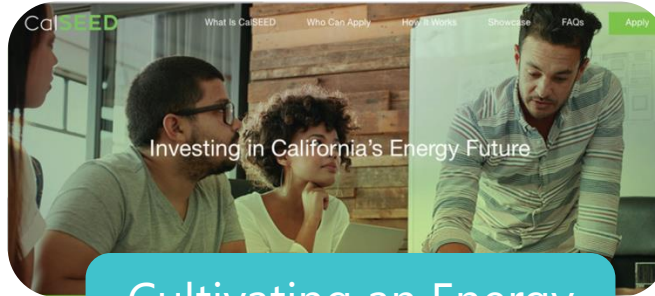 CalSEED What Is CalSEED Who Can Apply How It Works Showcase FAQs Apply
Investing in California's Energy Future
Cultivating an Energy